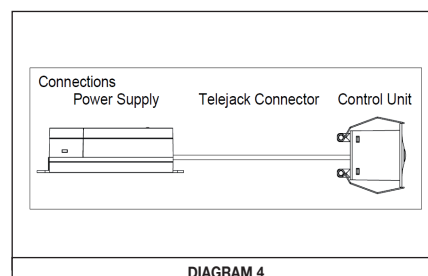 Connections
Power Supply Telejack Connector Control Unit
DIAGRAM 4